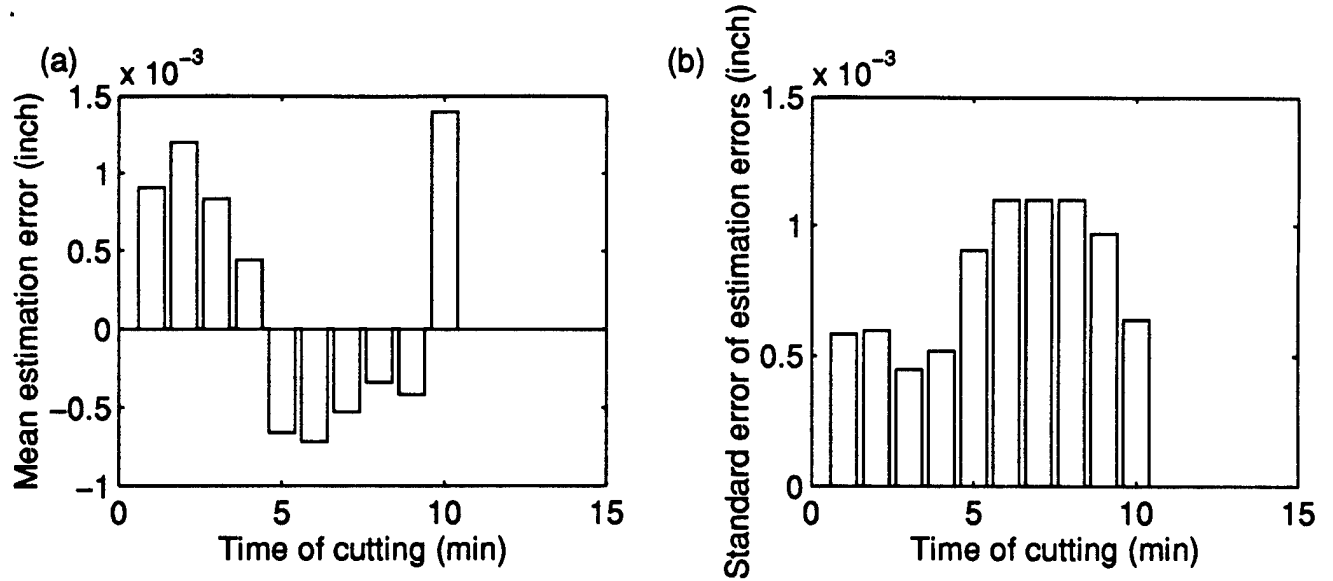 (a)
x 10⁻³
Mean estimation error (inch)
1.5
1
0.5
0
−0.5
−1
0 5 10 15
Time of cutting (min)
(b)
x 10⁻³
Standard error of estimation errors (inch)
1.5
1
0.5
0
0 5 10 15
Time of cutting (min)